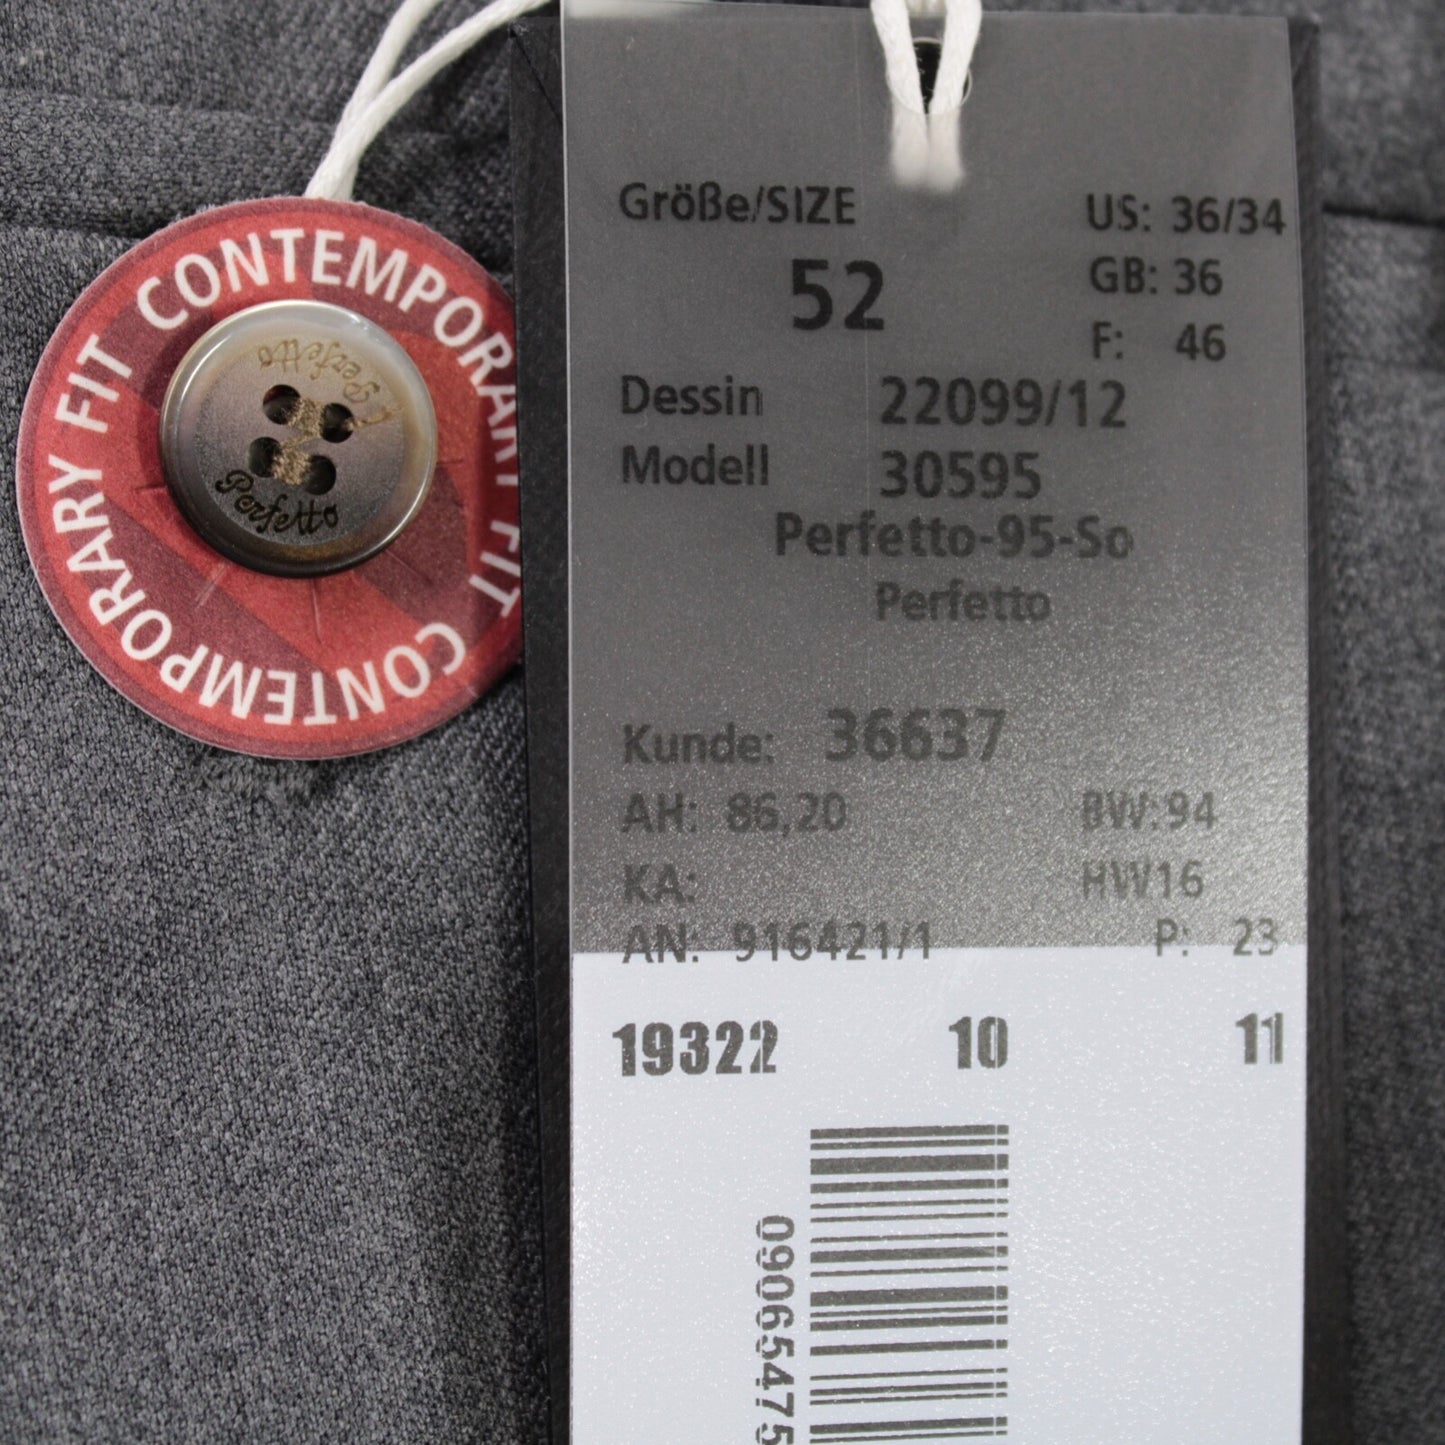 CONTEMPORARY FIT CONTEMPORARY FIT
Perfetto
Perfetto
Größe/SIZE
52
US: 36/34
GB: 36
F: 46
Dessin 22099/12
Modell 30595
Perfetto-95-So
Perfetto
Kunde: 36637
AH: 86,20 BW:94
KA: HW16
AN: 916421/1 P: 23
19322 10 11
09065475